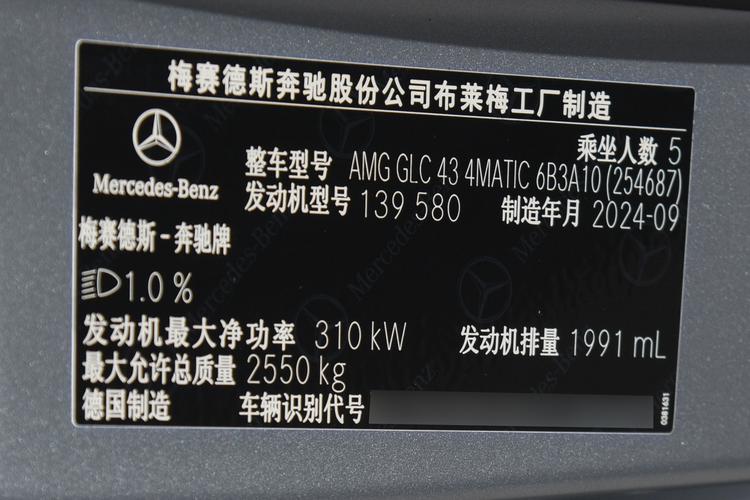 梅赛德斯奔驰股份公司布莱梅工厂制造
乘坐人数 5
Mercedes-Benz
整车型号 AMG GLC 43 4MATIC 6B3A10 (254687)
发动机型号 139 580 制造年月 2024-09
梅赛德斯-奔驰牌
1.0 %
发动机最大净功率 310 kW 发动机排量 1991 mL
最大允许总质量 2550 kg
德国制造 车辆识别代号
0381631